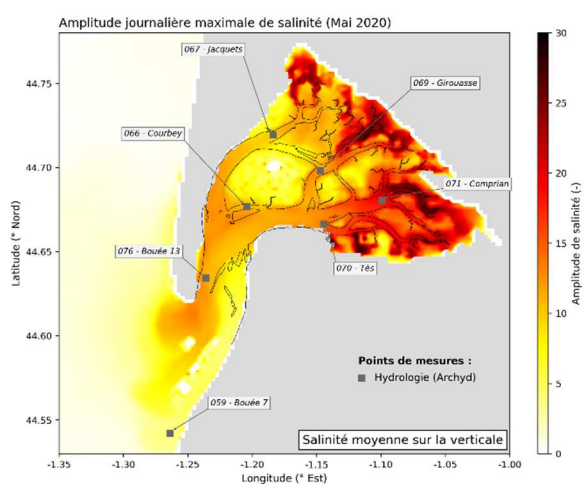 Amplitude journalière maximale de salinité (Mai 2020)
067 - Jacquets
069 - Girouasse
066 - Courbey
071 - Comprian
076 - Bouée 13
070 - Tès
059 - Bouée 7
Points de mesures :
Hydrologie (Archyd)
Salinité moyenne sur la verticale
Latitude (° Nord)
44.75
44.70
44.65
44.60
44.55
-1.35
-1.30
-1.25
-1.20
-1.15
-1.10
-1.05
-1.00
Longitude (° Est)
30
25
20
15
10
5
0
Amplitude de salinité (-)